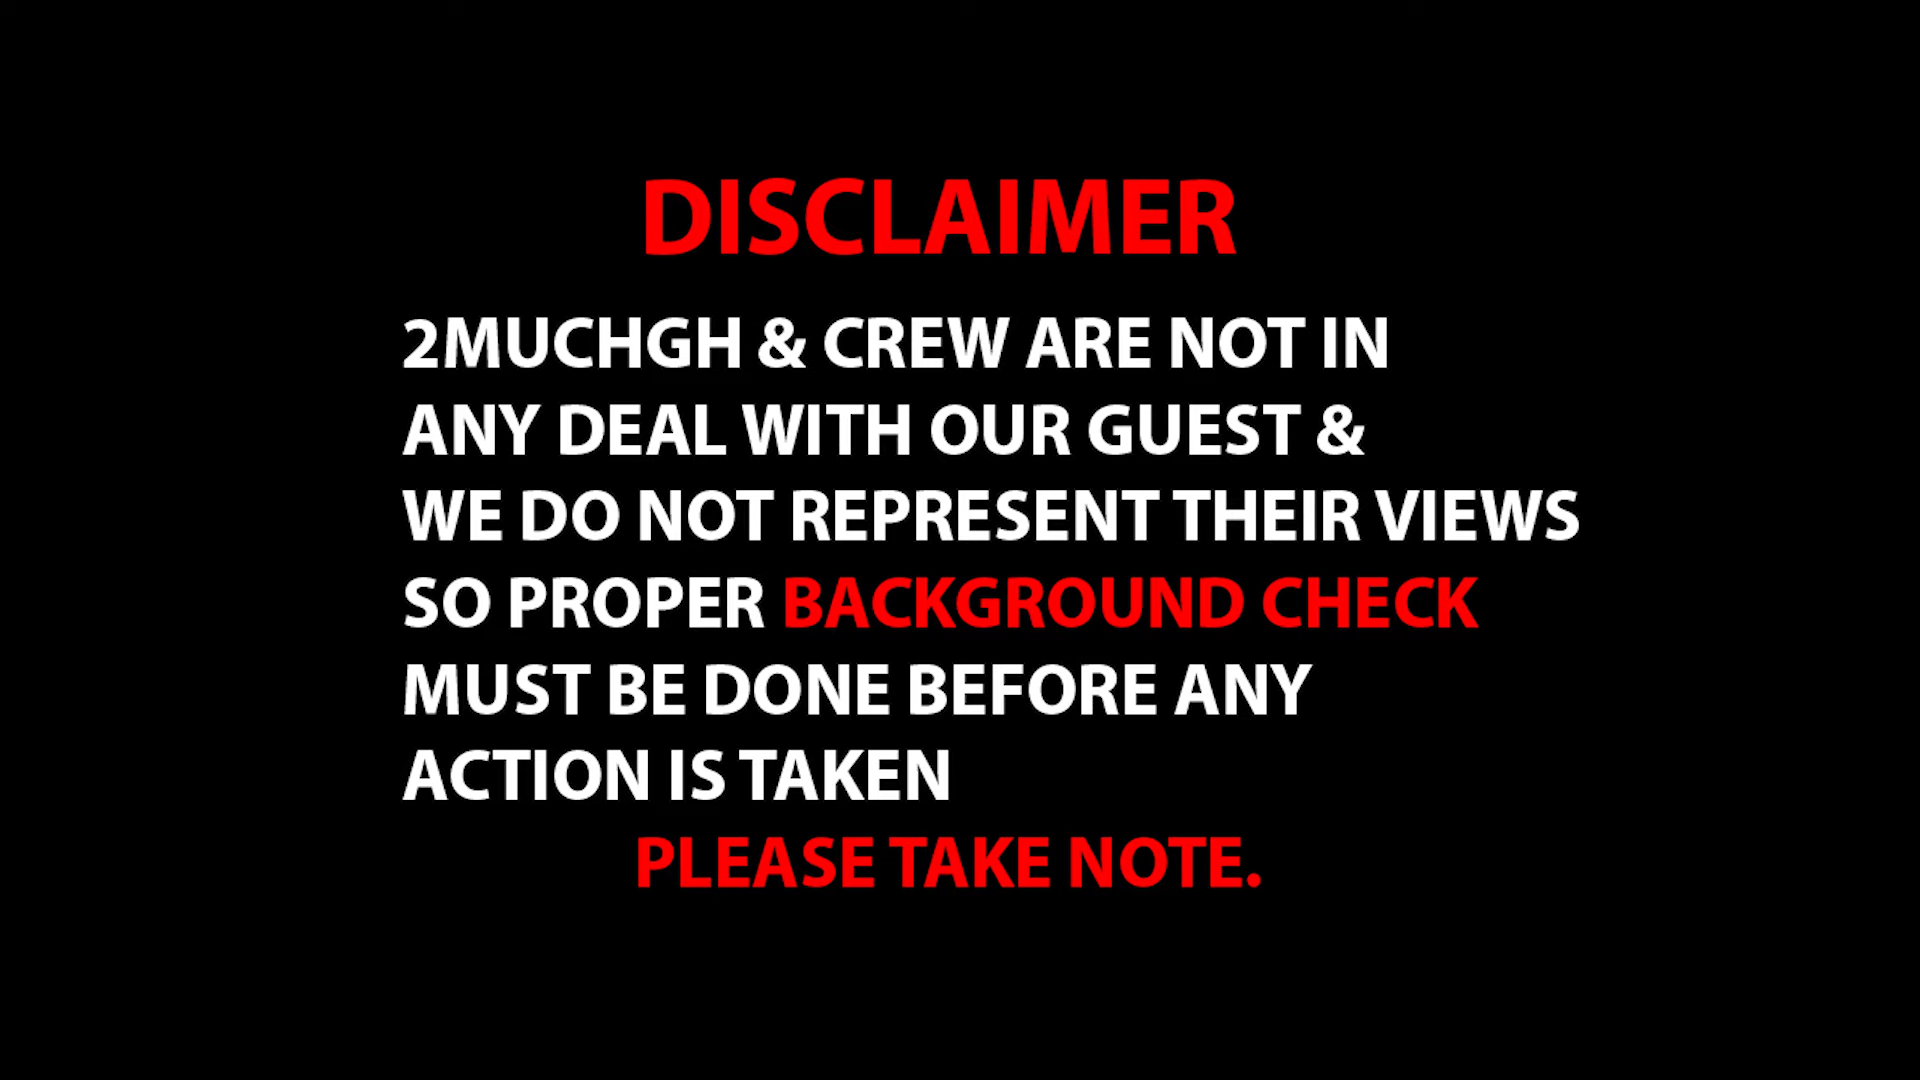 DISCLAIMER
2MUCHGH & CREW ARE NOT IN
ANY DEAL WITH OUR GUEST &
WE DO NOT REPRESENT THEIR VIEWS
SO PROPER BACKGROUND CHECK
MUST BE DONE BEFORE ANY
ACTION IS TAKEN
PLEASE TAKE NOTE.